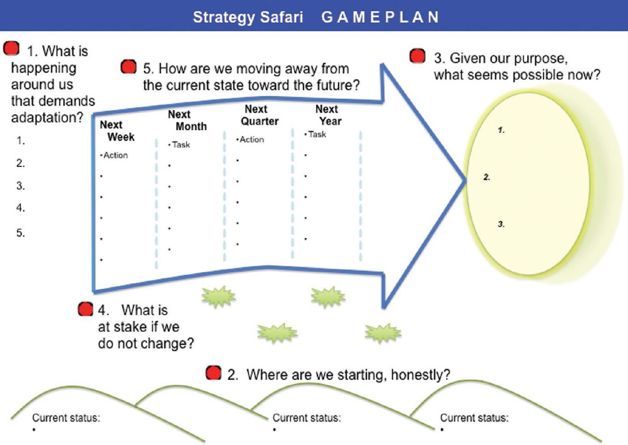 Strategy Safari GAMEPLAN
1. What is
happening
around us
that demands
adaptation?
1.
2.
3.
4.
5.
5. How are we moving away from
the current state toward the future?
Next
Week
•Action
•
•
•
•
•
Next
Month
•Task
•
•
•
•
•
Next
Quarter
•Action
•
•
•
•
•
Next
Year
•Task
•
•
•
•
•
3. Given our purpose,
what seems possible now?
1.
2.
3.
4. What is
at stake if we
do not change?
2. Where are we starting, honestly?
Current status:
•
Current status:
•
Current status:
•